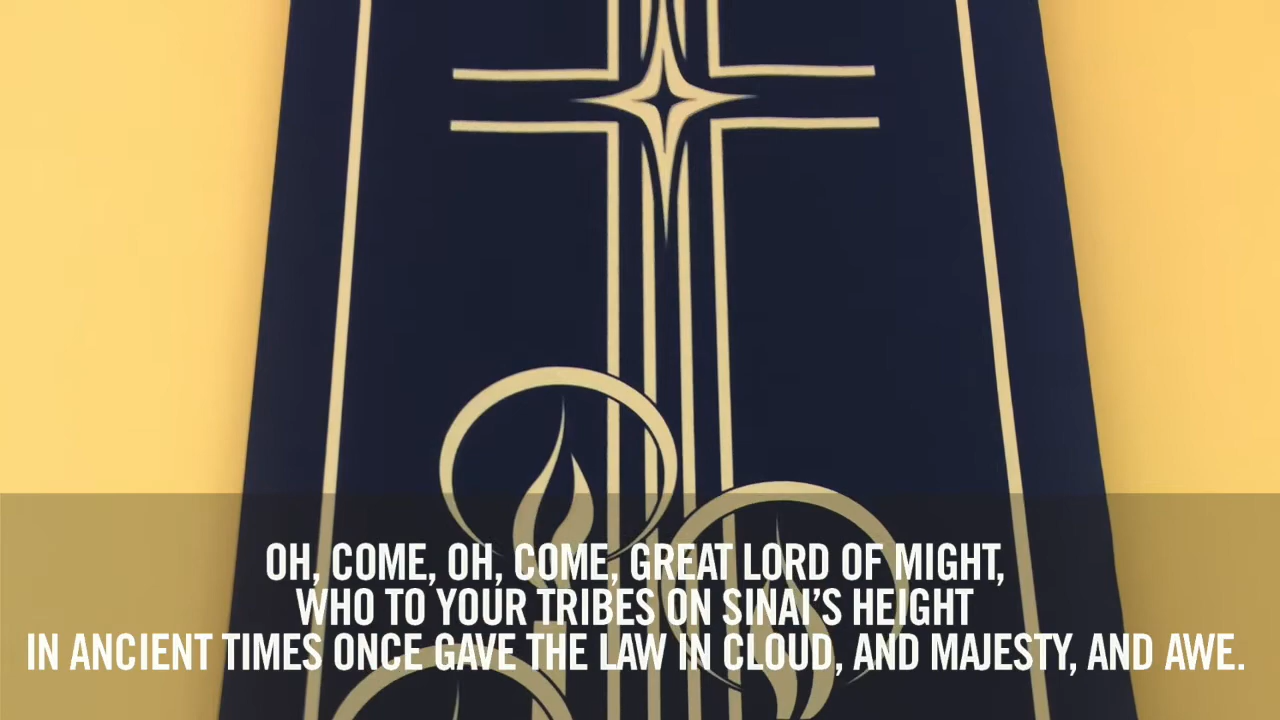 OH, COME, OH, COME, GREAT LORD OF MIGHT,
WHO TO YOUR TRIBES ON SINAI’S HEIGHT
IN ANCIENT TIMES ONCE GAVE THE LAW IN CLOUD, AND MAJESTY, AND AWE.